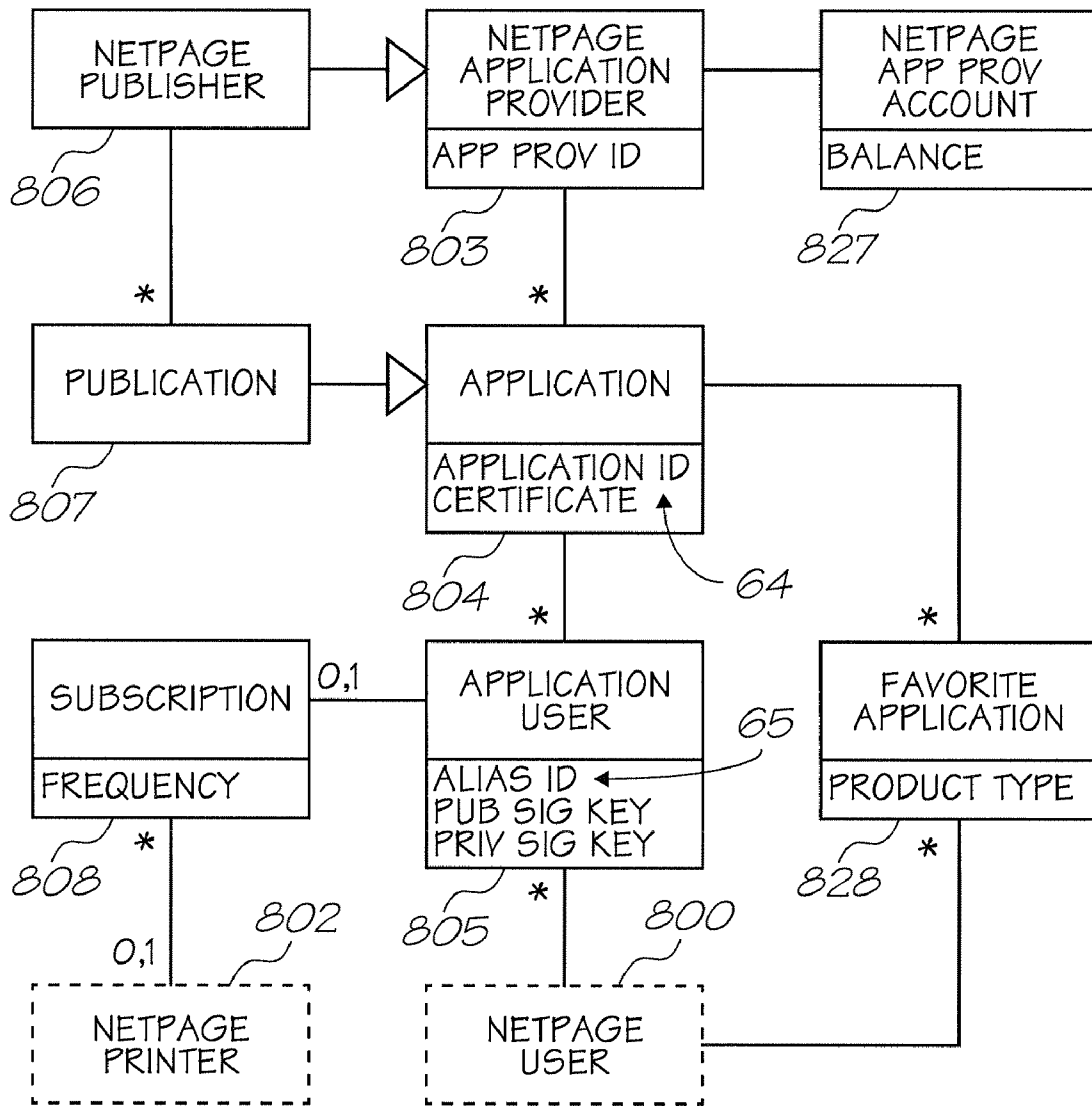 NETPAGE
PUBLISHER
NETPAGE
APPLICATION
PROVIDER
APP PROV ID
NETPAGE
APP PROV
ACCOUNT
BALANCE
806
803
827
*
*
PUBLICATION
APPLICATION
APPLICATION ID
CERTIFICATE
807
804
64
*
*
SUBSCRIPTION
FREQUENCY
0,1
APPLICATION
USER
65
ALIAS ID
PUB SIG KEY
PRIV SIG KEY
FAVORITE
APPLICATION
PRODUCT TYPE
808
*
805
*
828
*
802
800
0,1
NETPAGE
PRINTER
NETPAGE
USER